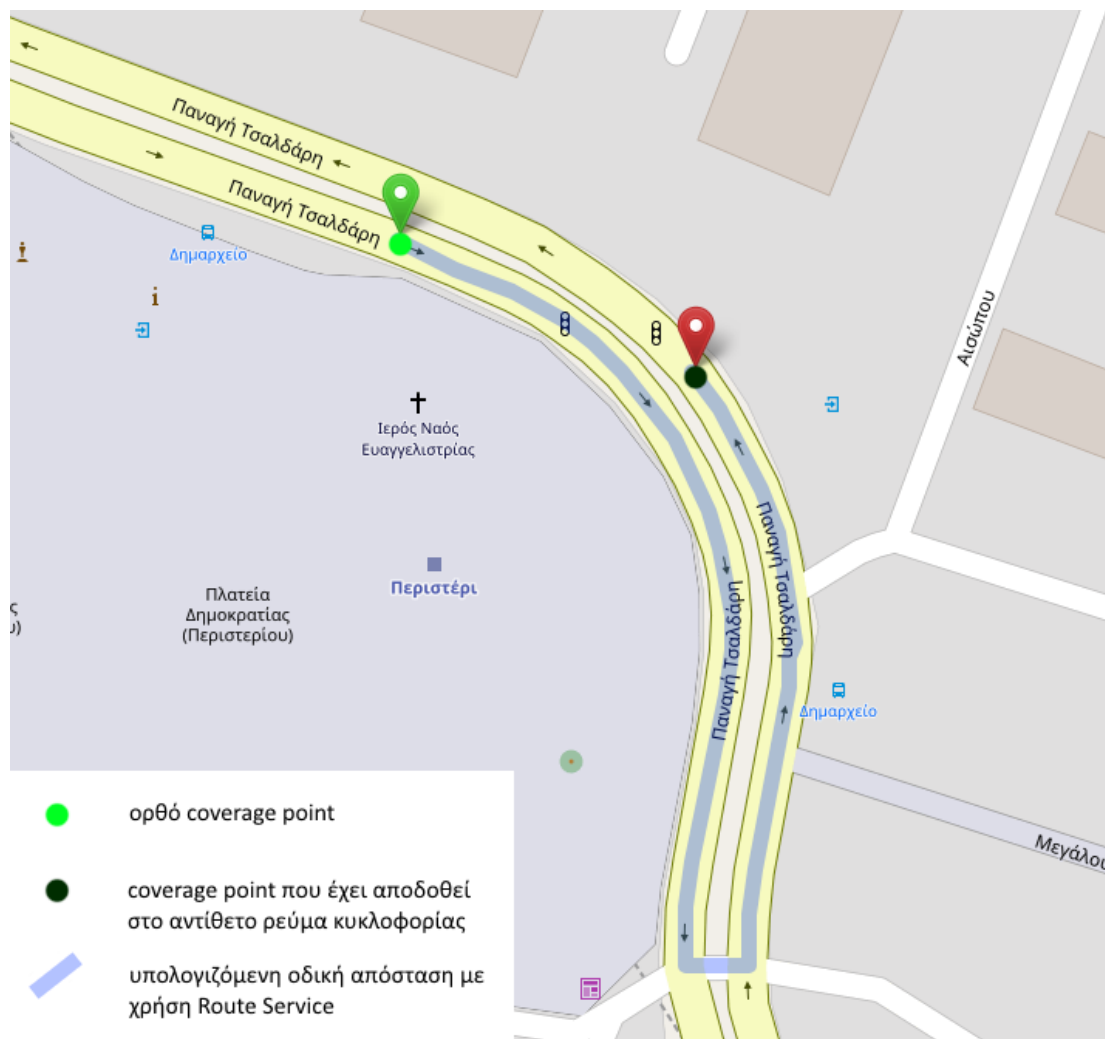 Παναγή Τσαλδάρη
Παναγή Τσαλδάρη
Δημαρχείο
i
Αισώπου
Ιερός Ναός
Ευαγγελιστρίας
Περιστέρι
Πλατεία
Δημοκρατίας
(Περιστερίου)
Παναγή Τσαλδάρη
Παναγή Τσαλδάρη
Δημαρχείο
Μεγάλου
ορθό coverage point
coverage point που έχει αποδοθεί
στο αντίθετο ρεύμα κυκλοφορίας
υπολογιζόμενη οδική απόσταση με
χρήση Route Service